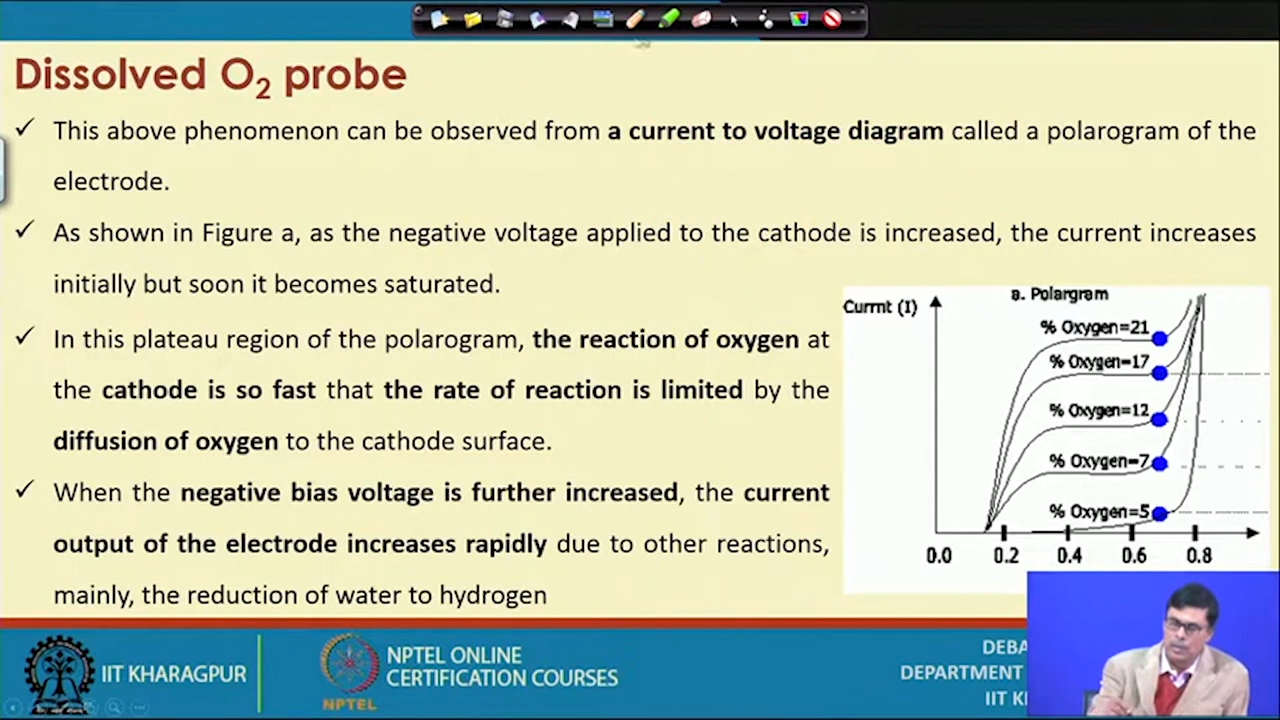 Dissolved O2 probe
✓ This above phenomenon can be observed from a current to voltage diagram called a polarogram of the
electrode.
✓ As shown in Figure a, as the negative voltage applied to the cathode is increased, the current increases
initially but soon it becomes saturated.
✓ In this plateau region of the polarogram, the reaction of oxygen at
the cathode is so fast that the rate of reaction is limited by the
diffusion of oxygen to the cathode surface.
✓ When the negative bias voltage is further increased, the current
output of the electrode increases rapidly due to other reactions,
mainly, the reduction of water to hydrogen
a. Polargram
Currnt (I)
% Oxygen=21
% Oxygen=17
% Oxygen=12
% Oxygen=7
% Oxygen=5
0.0 0.2 0.4 0.6 0.8
IIT KHARAGPUR
NPTEL
NPTEL ONLINE
CERTIFICATION COURSES
DEBA
DEPARTMENT
IIT K